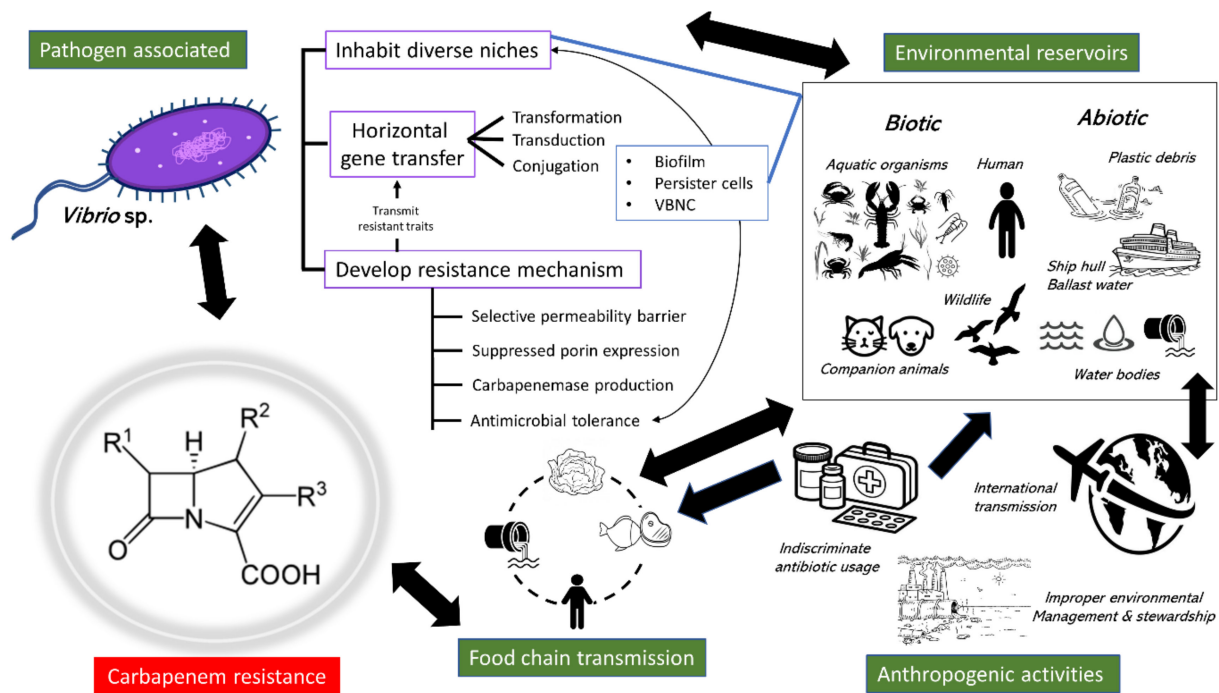 Pathogen associated
Vibrio sp.
Inhabit diverse niches
Horizontal
gene transfer
Transformation
Transduction
Conjugation
Transmit
resistant traits
Develop resistance mechanism
Selective permeability barrier
Suppressed porin expression
Carbapenemase production
Antimicrobial tolerance
• Biofilm
• Persister cells
• VBNC
Environmental reservoirs
Biotic
Abiotic
Aquatic organisms
Human
Plastic debris
Ship hull
Ballast water
Wildlife
Companion animals
Water bodies
R¹
H
R²
R³
N
O
COOH
Carbapenem resistance
Food chain transmission
Indiscriminate
antibiotic usage
International
transmission
Improper environmental
Management & stewardship
Anthropogenic activities